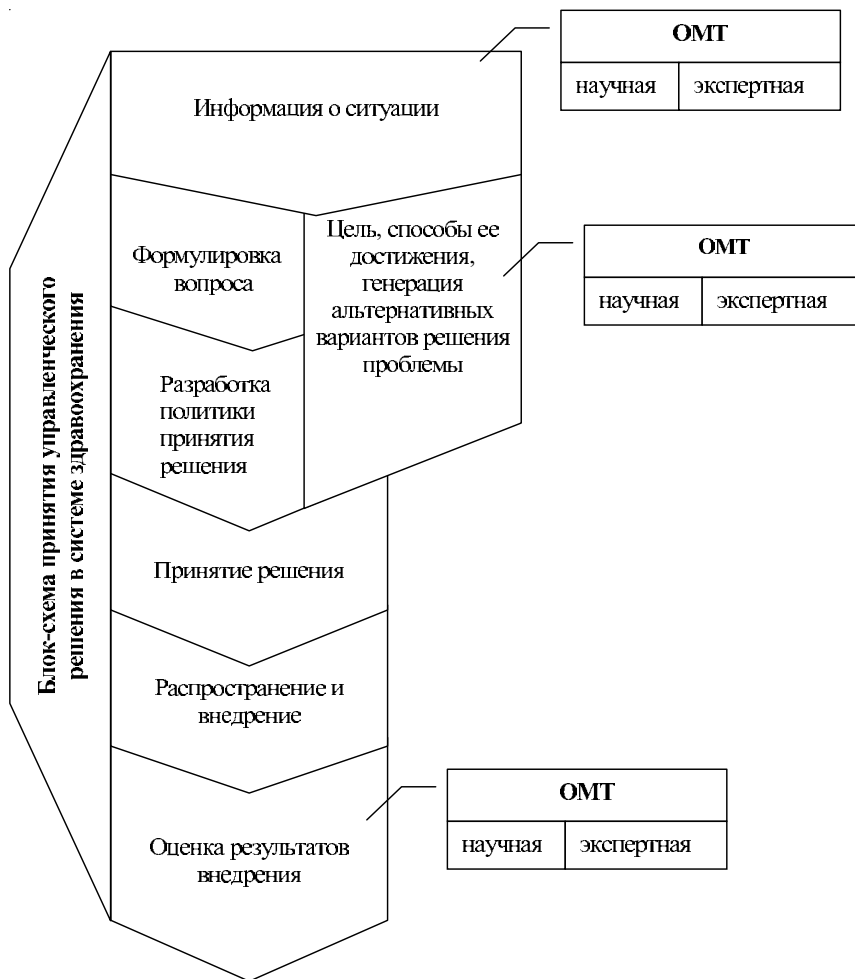 ОМТ
научная экспертная
Информация о ситуации
Формулировка
вопроса
Цель, способы ее
достижения,
генерация
альтернативных
вариантов решения
проблемы
ОМТ
научная экспертная
Разработка
политики
принятия
решения
Блок-схема принятия управленческого
решения в системе здравоохранения
Принятие решения
Распространение и
внедрение
ОМТ
научная экспертная
Оценка результатов
внедрения